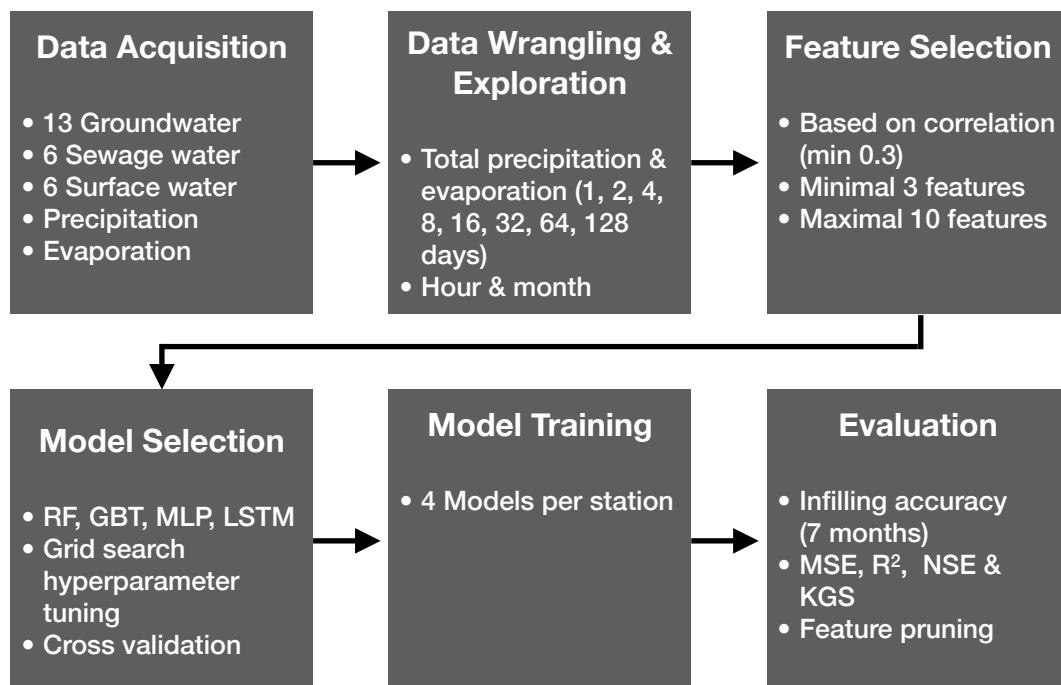 Data Acquisition
• 13 Groundwater
• 6 Sewage water
• 6 Surface water
• Precipitation
• Evaporation
Data Wrangling &
Exploration
• Total precipitation &
evaporation (1, 2, 4,
8, 16, 32, 64, 128
days)
• Hour & month
Feature Selection
• Based on correlation
(min 0.3)
• Minimal 3 features
• Maximal 10 features
Model Selection
• RF, GBT, MLP, LSTM
• Grid search
hyperparameter
tuning
• Cross validation
Model Training
• 4 Models per station
Evaluation
• Infilling accuracy
(7 months)
• MSE, R², NSE &
KGS
• Feature pruning